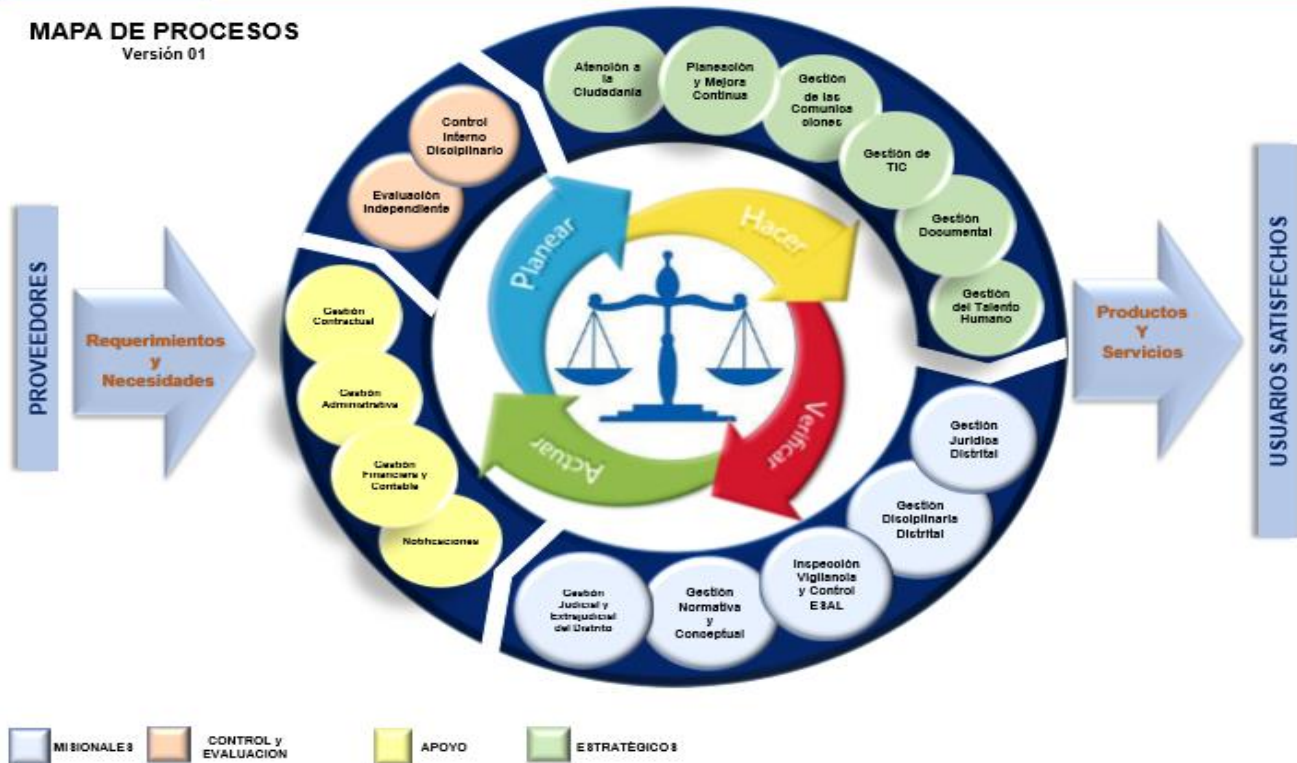 MAPA DE PROCESOS
Versión 01
PROVEEDORES
Requerimientos
y
Necesidades
Control
Interno
Disciplinario
Evaluación
Independiente
Atención a
la
Ciudadanía
Planeación
y Mejora
Continua
Gestión
de las
Comunica
ciones
Gestión de
TIC
Gestión
Documental
Gestión
del Talento
Humano
Gestión
Contractual
Gestión
Administrativa
Gestión
Financiera y
Contable
Notificaciones
Planear
Hacer
Verificar
Actuar
Gestión
Jurídica
Distrital
Gestión
Disciplinaria
Distrital
Inspección
Vigilancia
y Control
ESAL
Gestión
Normativa
y
Conceptual
Gestión
Judicial y
Extrajudicial
del Distrito
Productos
Y
Servicios
USUARIOS SATISFECHOS
MISIONALES
CONTROL y
EVALUACION
APOYO
ESTRATÉGICOS